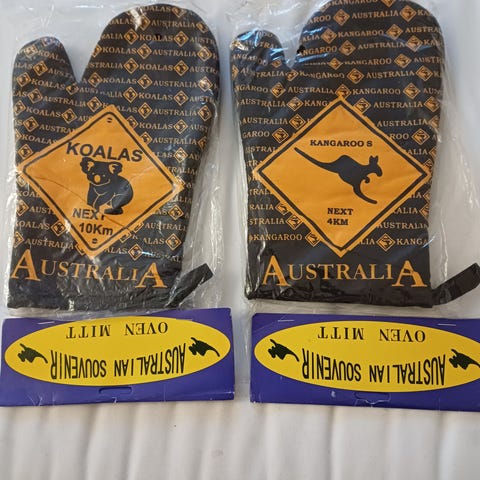 KOALAS
NEXT
10Km
AUSTRALIA
KANGAROO S
NEXT
4KM
AUSTRALIA
AUSTRALIAN SOUVENIR
OVEN MITT
AUSTRALIAN SOUVENIR
OVEN MITT